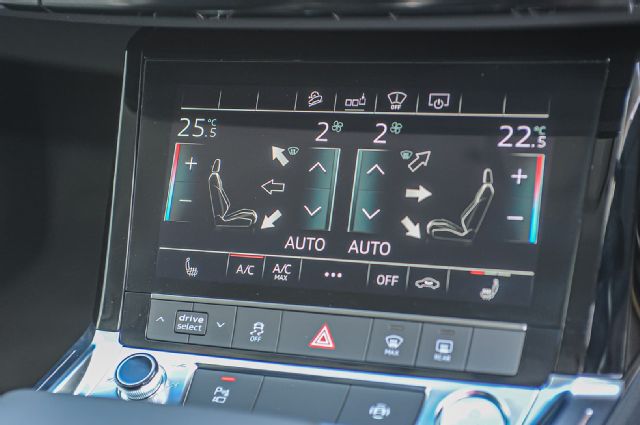 OFF
25.5 °C 2 2 22.5 °C
+ +
- -
AUTO AUTO
A/C A/C MAX ... OFF
drive select
OFF
MAX
REAR
P